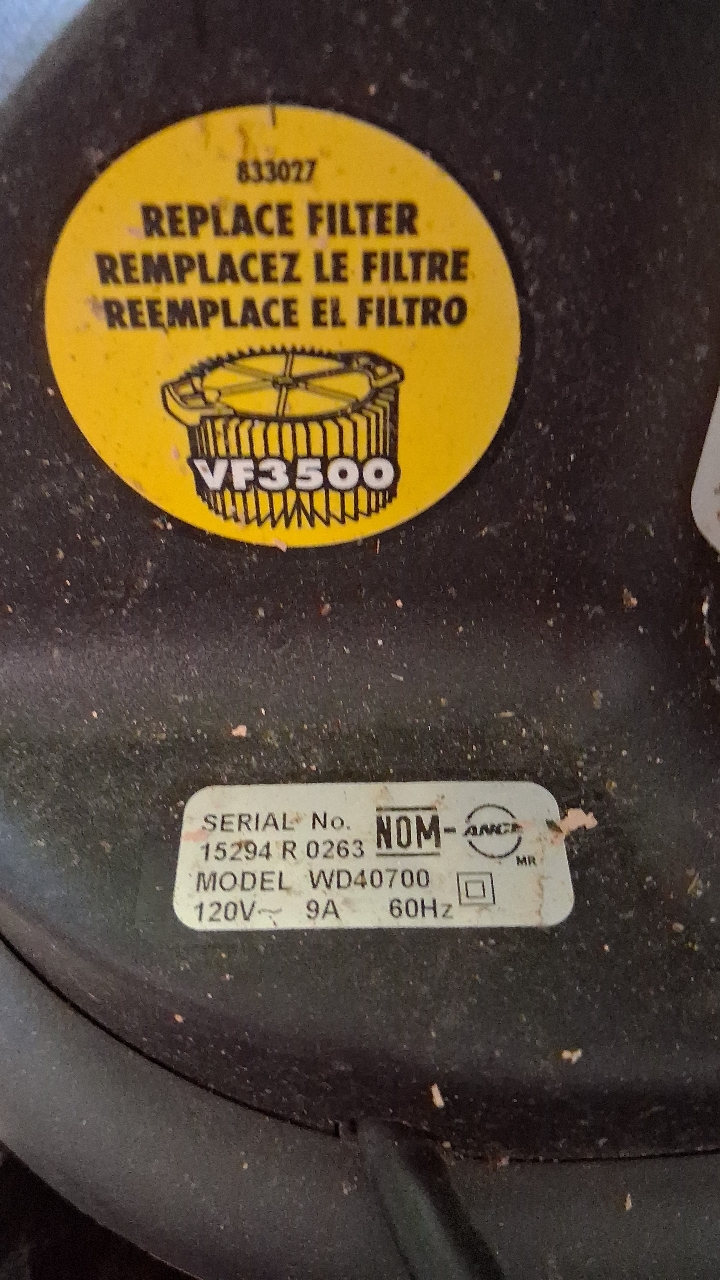 833027
REPLACE FILTER
REMPLACEZ LE FILTRE
REEMPLACE EL FILTRO
VF3500
SERIAL No. NOM-ANCE
15294 R 0263 MR
MODEL WD40700
120V~ 9A 60Hz